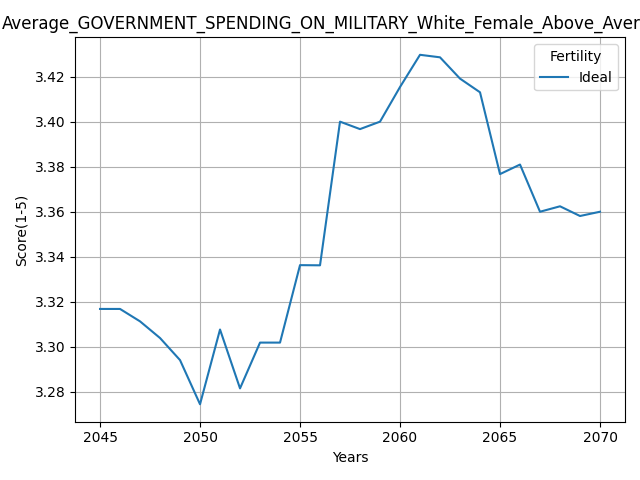 Average_GOVERNMENT_SPENDING_ON_MILITARY_White_Female_Above_Aver
Fertility
Ideal
3.42
3.40
3.38
3.36
3.34
3.32
3.30
3.28
Score(1-5)
2045 2050 2055 2060 2065 2070
Years